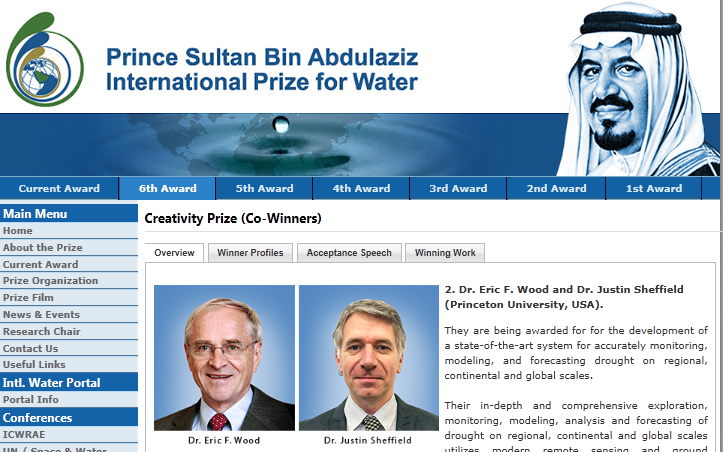 Prince Sultan Bin Abdulaziz
International Prize for Water
Current Award
6th Award
5th Award
4th Award
3rd Award
2nd Award
1st Award
Main Menu
Home
About the Prize
Current Award
Prize Organization
Prize Film
News & Events
Research Chair
Contact Us
Useful Links
Intl. Water Portal
Portal Info
Conferences
ICWRAE
UN / Space & Water
Creativity Prize (Co-Winners)
Overview
Winner Profiles
Acceptance Speech
Winning Work
Dr. Eric F. Wood
Dr. Justin Sheffield
2. Dr. Eric F. Wood and Dr. Justin Sheffield
(Princeton University, USA).
They are being awarded for for the development of
a state-of-the-art system for accurately monitoring,
modeling, and forecasting drought on regional,
continental and global scales.
Their in-depth and comprehensive exploration,
monitoring, modeling, analysis and forecasting of
drought on regional, continental and global scales
utilizes modern remote sensing and ground